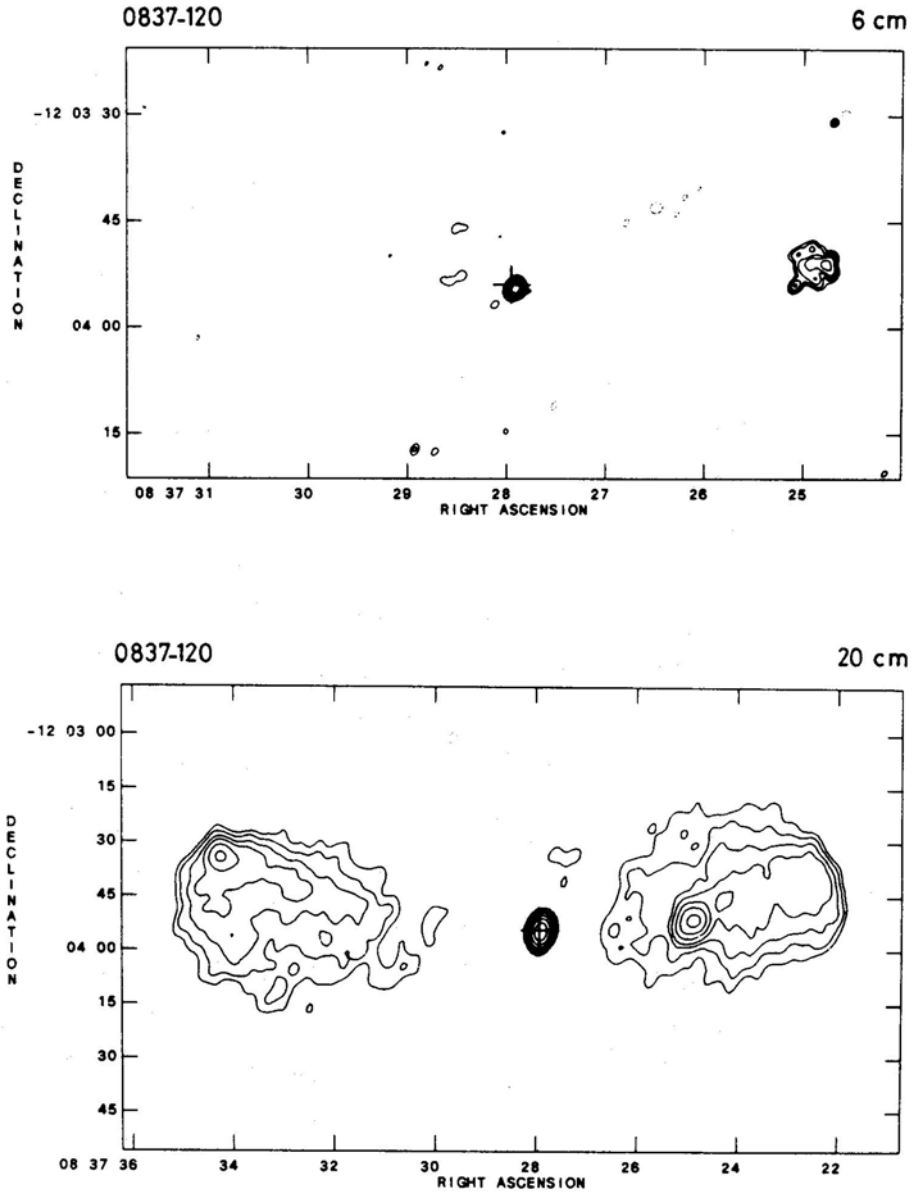 0837-120 6 cm
-12 03 30
45
04 00
15
DECLINATION
08 37 31 30 29 28 27 26 25
RIGHT ASCENSION
0837-120 20 cm
-12 03 00
15
30
45
04 00
15
30
45
DECLINATION
08 37 36 34 32 30 28 26 24 22
RIGHT ASCENSION